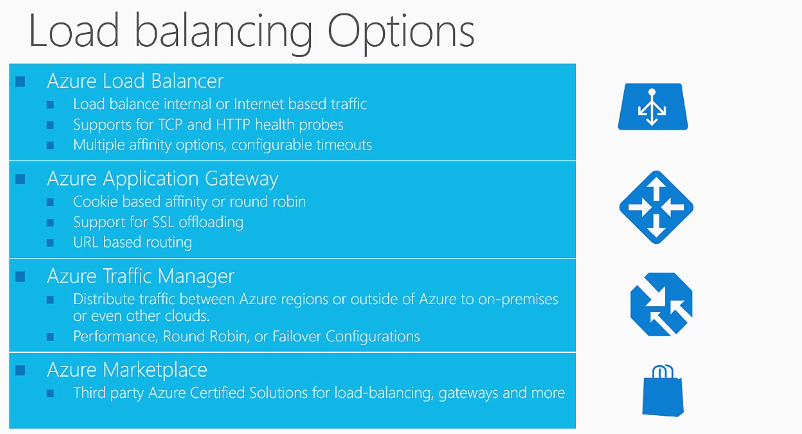 Load balancing Options
Azure Load Balancer
Load balance internal or Internet based traffic
Supports for TCP and HTTP health probes
Multiple affinity options, configurable timeouts
Azure Application Gateway
Cookie based affinity or round robin
Support for SSL offloading
URL based routing
Azure Traffic Manager
Distribute traffic between Azure regions or outside of Azure to on-premises
or even other clouds.
Performance, Round Robin, or Failover Configurations
Azure Marketplace
Third party Azure Certified Solutions for load-balancing, gateways and more